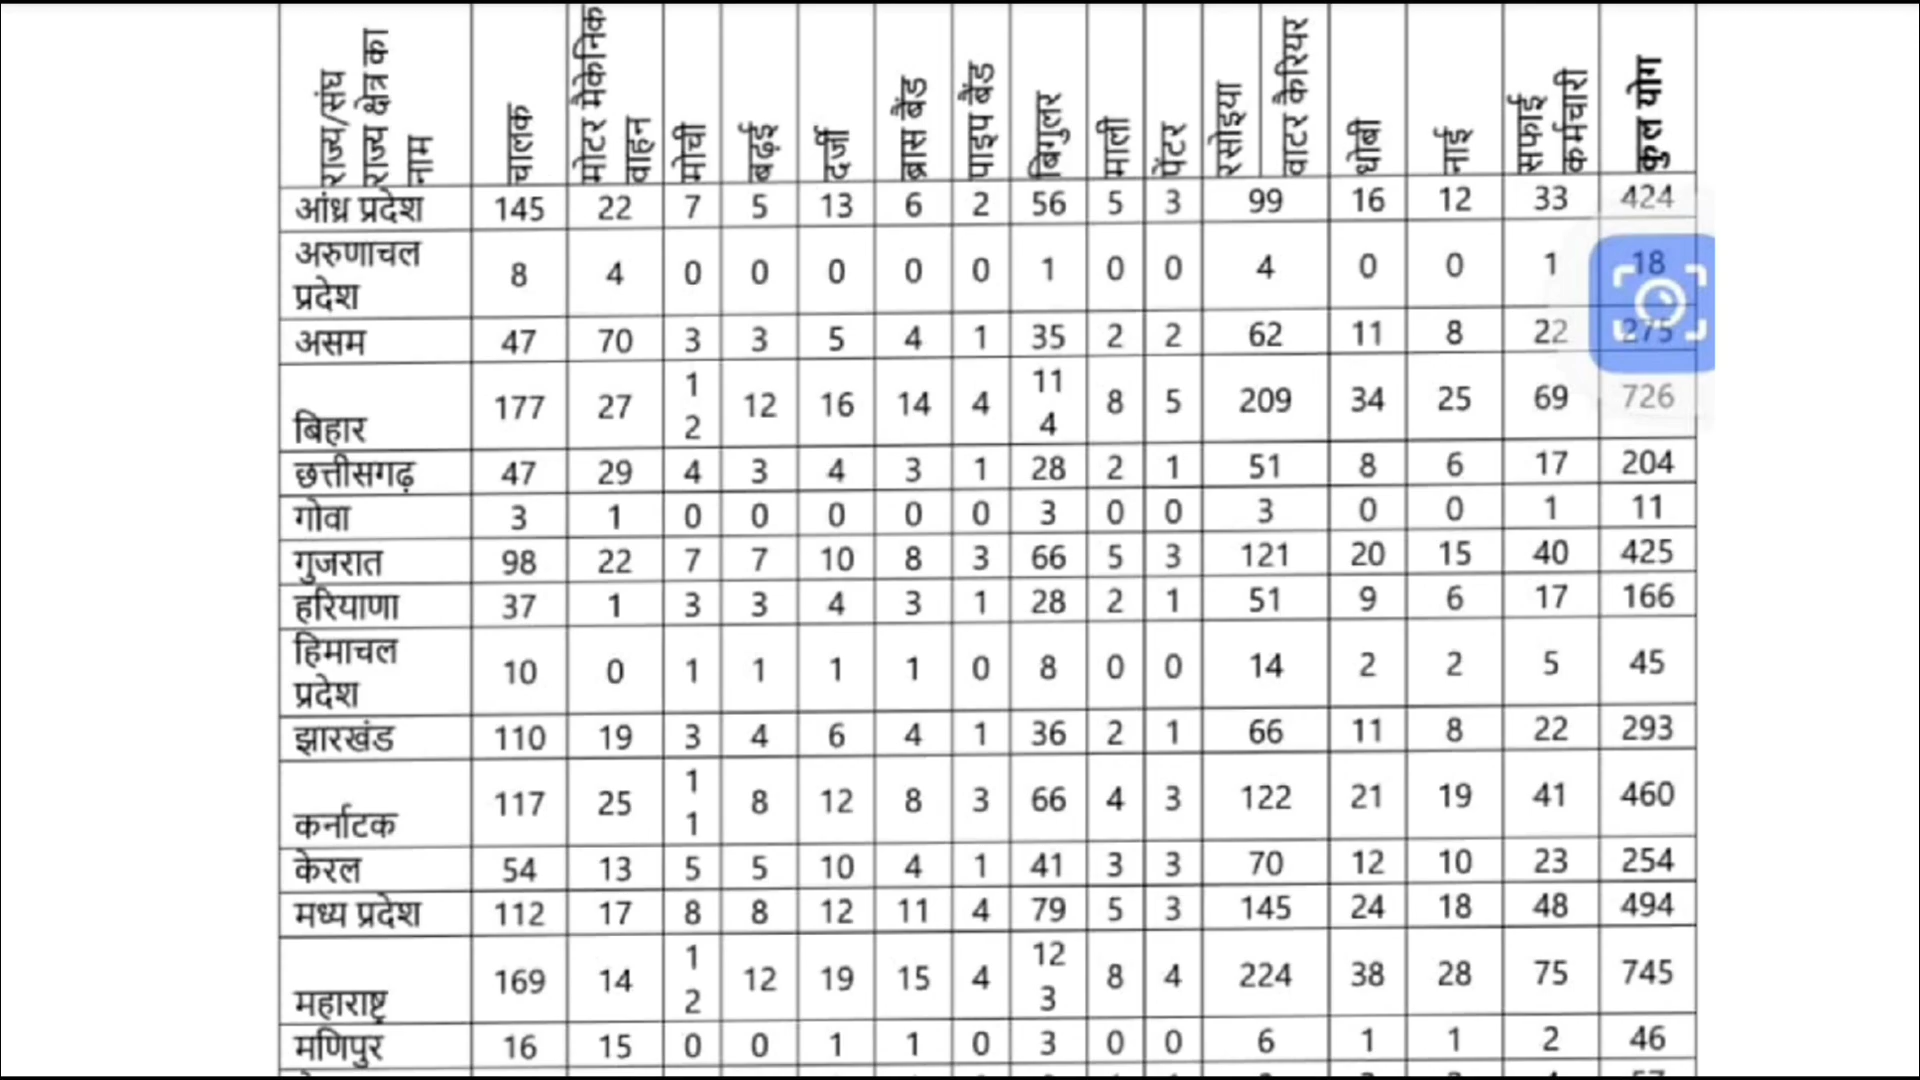 राज्य/संघ राज्य क्षेत्र का नाम चालक मोटर मैकेनिक वाहन मोची बढ़ई दर्जी ब्रास बैंड पाइप बैंड बिगुलर माली पेंटर रसोइया वाटर कैरियर धोबी नाई सफाई कर्मचारी कुल योग
आंध्र प्रदेश 145 22 7 5 13 6 2 56 5 3 99 16 12 33 424
अरुणाचल प्रदेश 8 4 0 0 0 0 0 1 0 0 4 0 0 1 18
असम 47 70 3 3 5 4 1 35 2 2 62 11 8 22 275
बिहार 177 27 12 12 16 14 4 114 8 5 209 34 25 69 726
छत्तीसगढ़ 47 29 4 3 4 3 1 28 2 1 51 8 6 17 204
गोवा 3 1 0 0 0 0 0 3 0 0 3 0 0 1 11
गुजरात 98 22 7 7 10 8 3 66 5 3 121 20 15 40 425
हरियाणा 37 1 3 3 4 3 1 28 2 1 51 9 6 17 166
हिमाचल प्रदेश 10 0 1 1 1 1 0 8 0 0 14 2 2 5 45
झारखंड 110 19 3 4 6 4 1 36 2 1 66 11 8 22 293
कर्नाटक 117 25 11 8 12 8 3 66 4 3 122 21 19 41 460
केरल 54 13 5 5 10 4 1 41 3 3 70 12 10 23 254
मध्य प्रदेश 112 17 8 8 12 11 4 79 5 3 145 24 18 48 494
महाराष्ट्र 169 14 12 12 19 15 4 123 8 4 224 38 28 75 745
मणिपुर 16 15 0 0 1 1 0 3 0 0 6 1 1 2 46